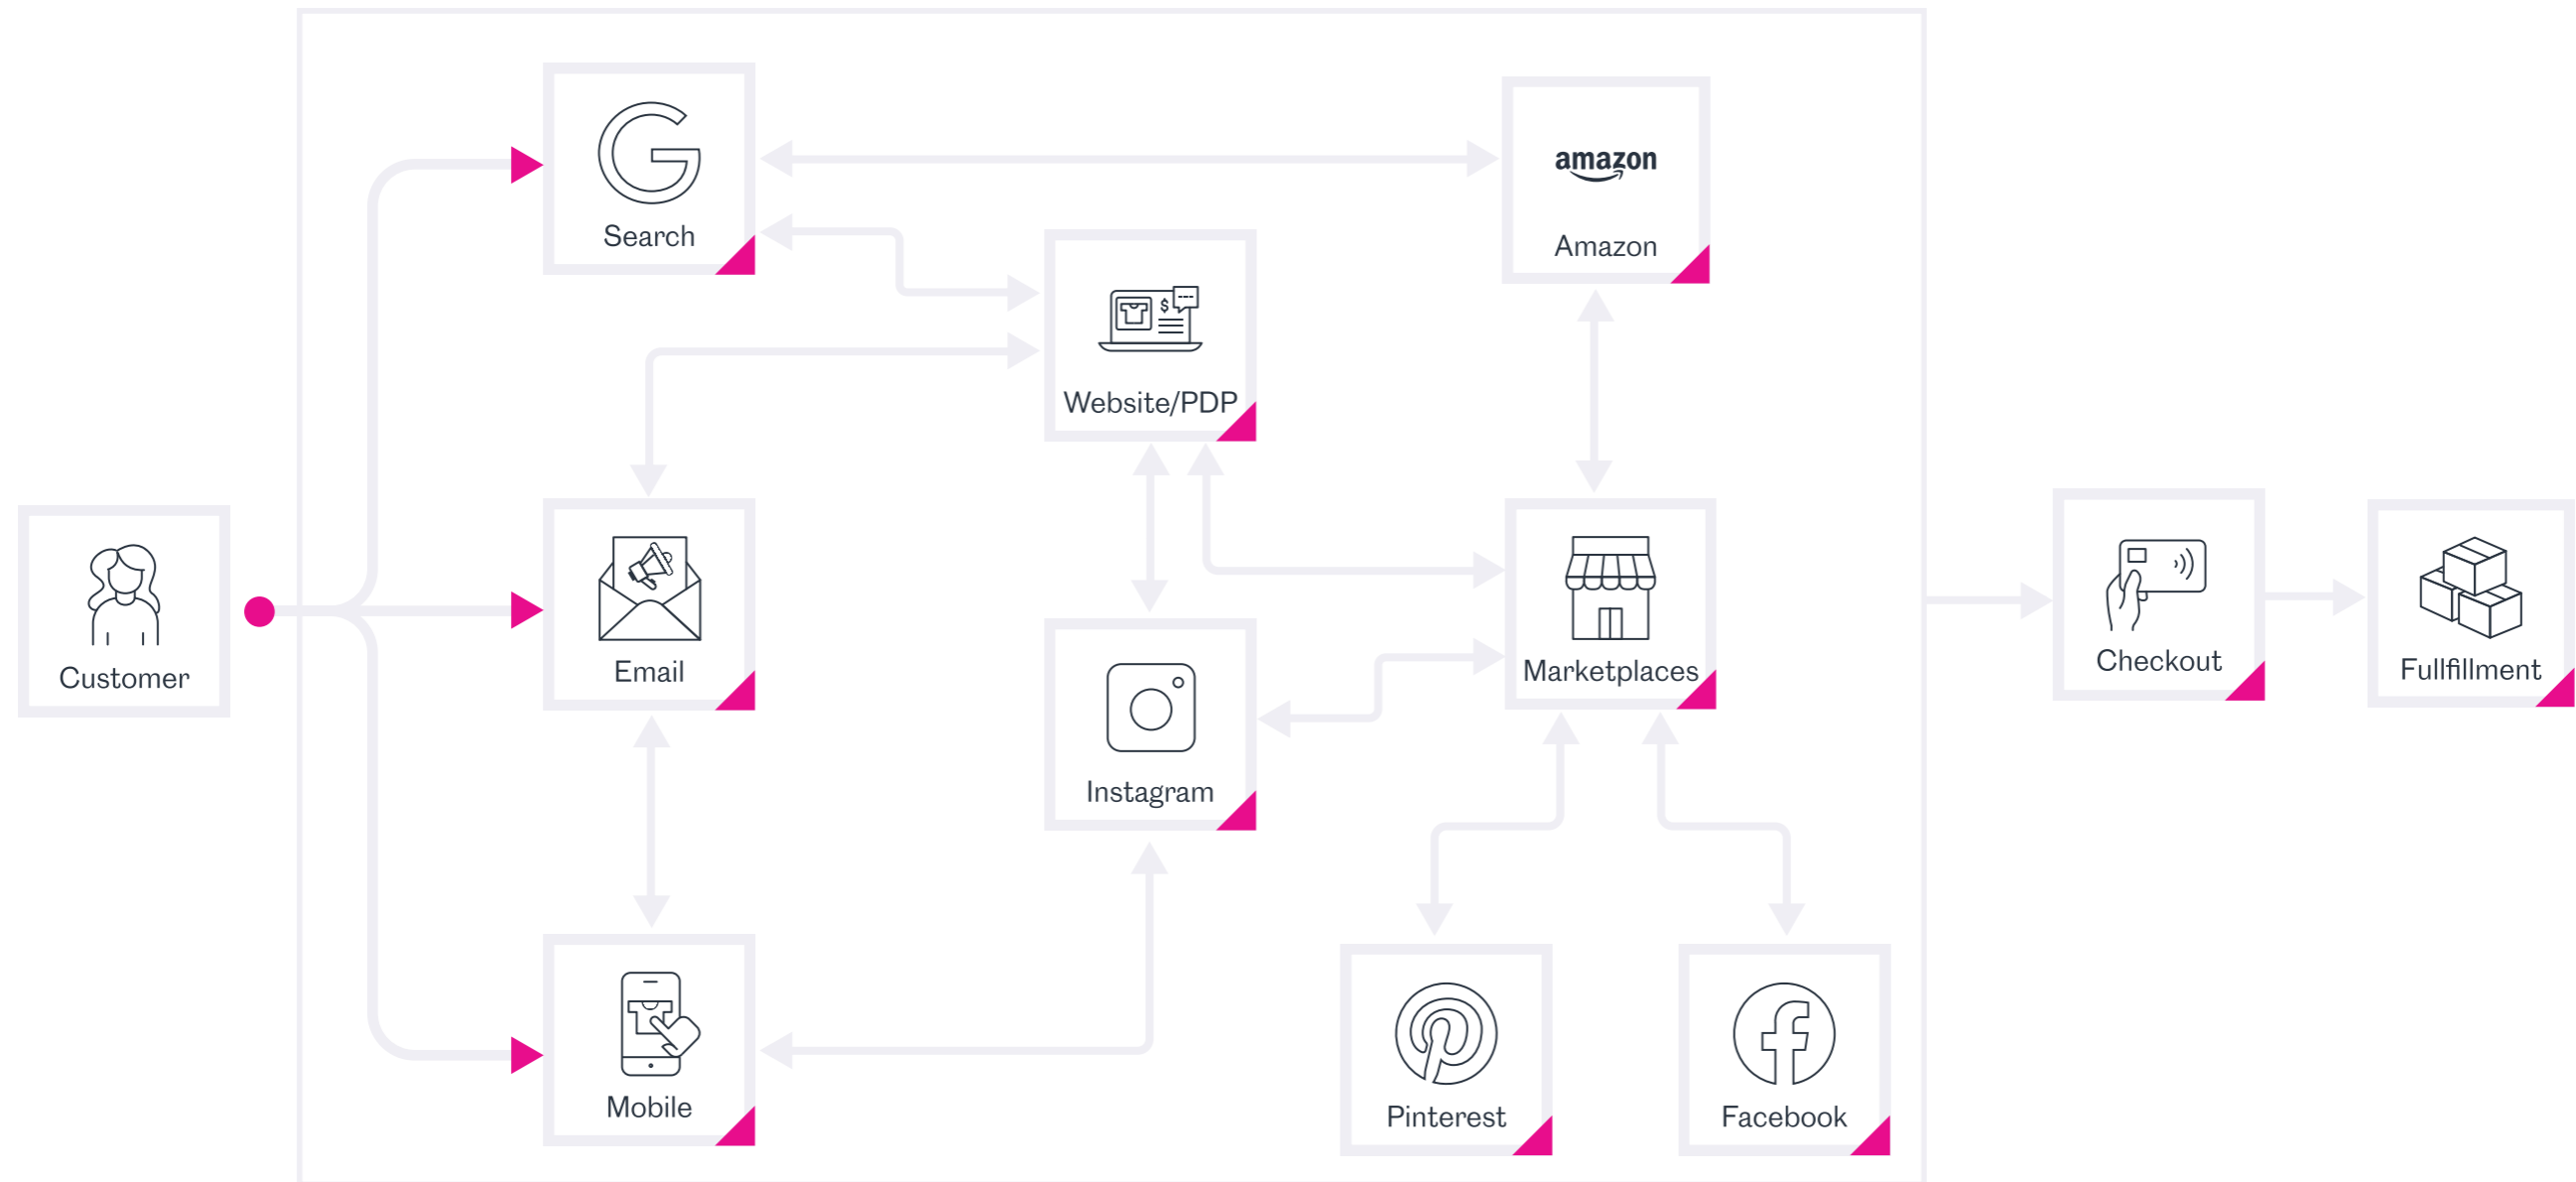 Search
amazon
Amazon
Website/PDP
Customer
Email
Marketplaces
Checkout
Fullfillment
Instagram
Mobile
Pinterest
Facebook